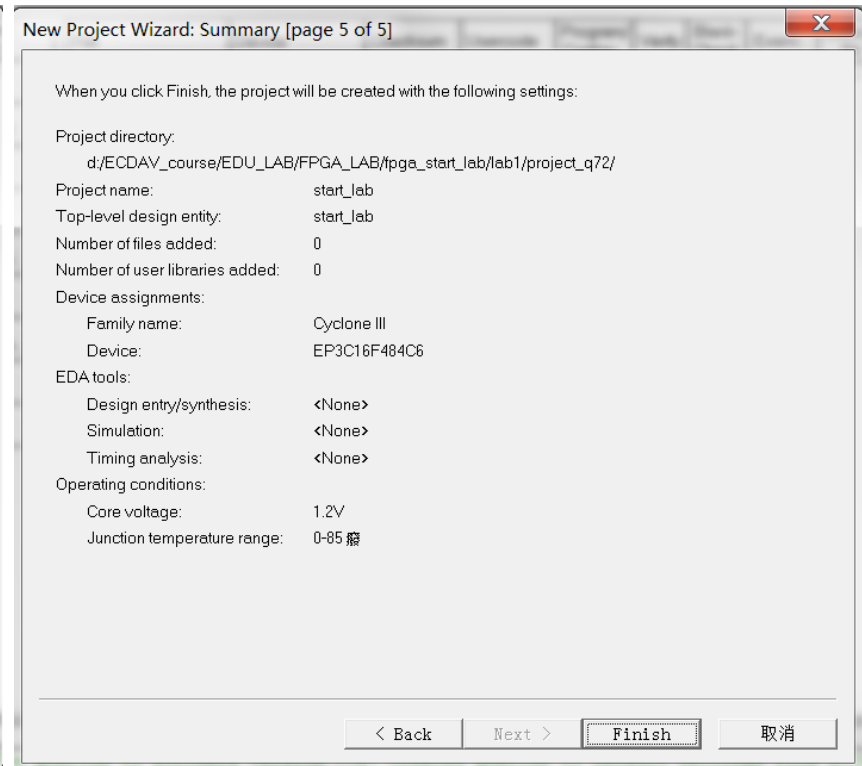 New Project Wizard: Summary [page 5 of 5]
When you click Finish, the project will be created with the following settings:
Project directory:
d:/ECDAV_course/EDU_LAB/FPGA_LAB/fpga_start_lab/lab1/project_q72/
Project name: start_lab
Top-level design entity: start_lab
Number of files added: 0
Number of user libraries added: 0
Device assignments:
Family name: Cyclone III
Device: EP3C16F484C6
EDA tools:
Design entry/synthesis: <None>
Simulation: <None>
Timing analysis: <None>
Operating conditions:
Core voltage: 1.2V
Junction temperature range: 0-85 癈
< Back Next > Finish 取消